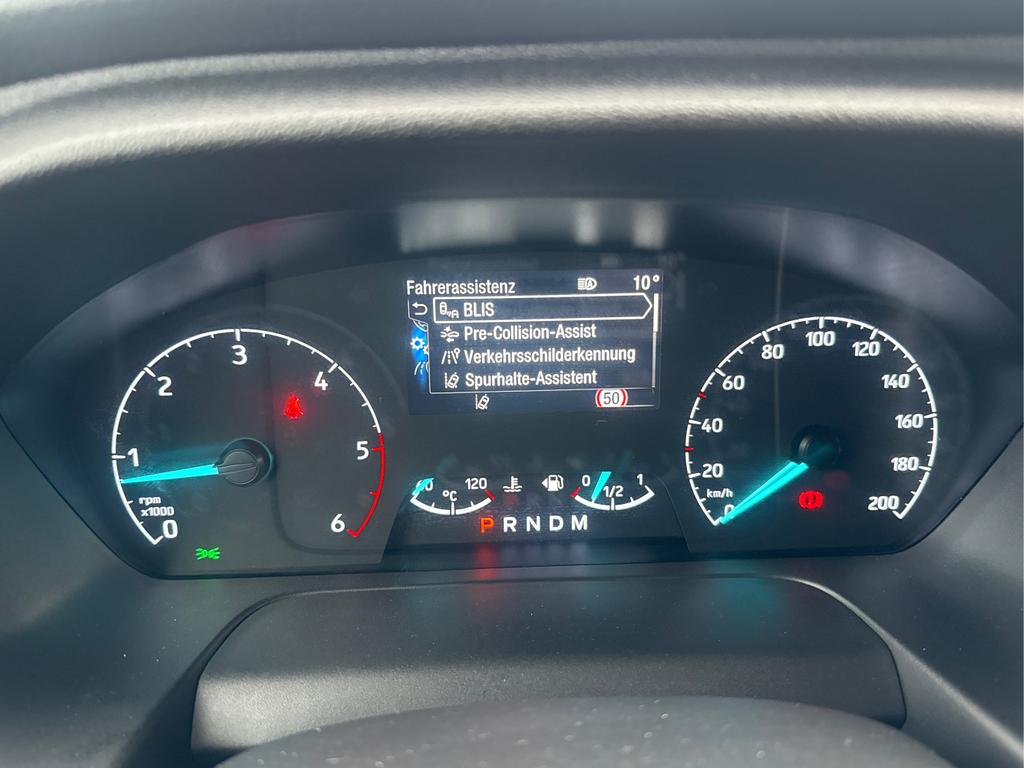 Fahrerassistenz 10°
BLIS
Pre-Collision-Assist
Verkehrsschilderkennung
Spurhalte-Assistent
50
0 1 2 3 4 5 6
rpm
x1000
120
°C
0 1/2 1
P R N D M
0 20 40 60 80 100 120 140 160 180 200
km/h